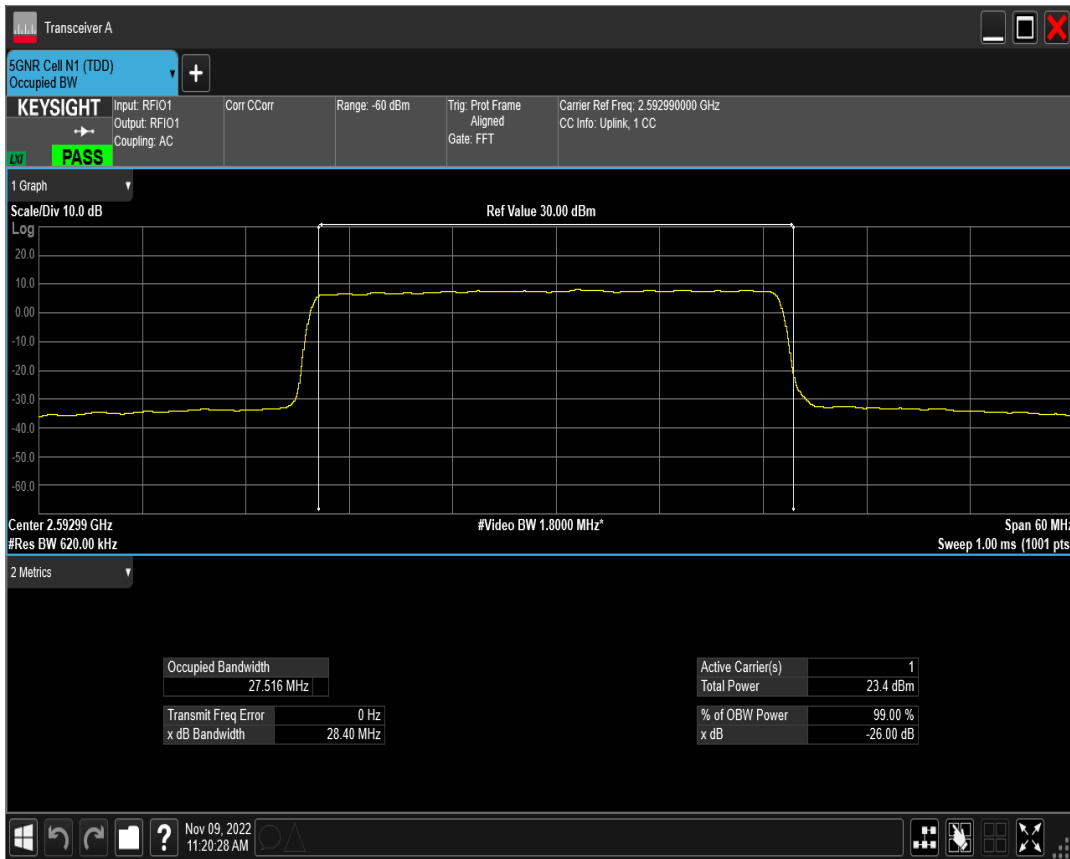 Transceiver A
5GNR Cell N1 (TDD)
Occupied BW
+
KEYSIGHT
LXI
PASS
Input: RFIO1
Output: RFIO1
Coupling: AC
Corr CCorr
Range: -60 dBm
Trig: Prot Frame
Aligned
Gate: FFT
Carrier Ref Freq: 2.592990000 GHz
CC Info: Uplink, 1 CC
1 Graph
Scale/Div 10.0 dB
Ref Value 30.00 dBm
Log
20.0
10.0
0.00
-10.0
-20.0
-30.0
-40.0
-50.0
-60.0
Center 2.59299 GHz
#Video BW 1.8000 MHz*
Span 60 MHz
#Res BW 620.00 kHz
Sweep 1.00 ms (1001 pts
2 Metrics
Occupied Bandwidth
27.516 MHz
Transmit Freq Error 0 Hz
x dB Bandwidth 28.40 MHz
Active Carrier(s) 1
Total Power 23.4 dBm
% of OBW Power 99.00 %
x dB -26.00 dB
?
Nov 09, 2022
11:20:28 AM